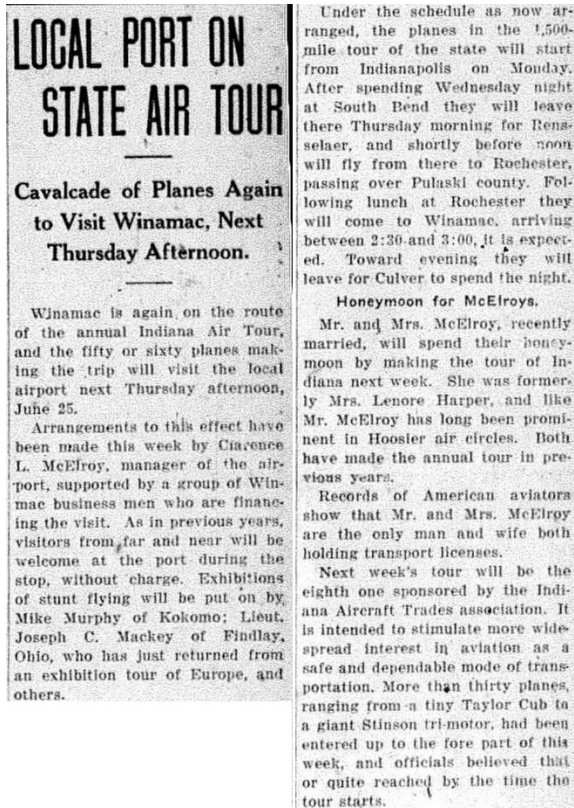 LOCAL PORT ON
STATE AIR TOUR
Cavalcade of Planes Again
to Visit Winamac, Next
Thursday Afternoon.
Winamac is again on the route
of the annual Indiana Air Tour,
and the fifty or sixty planes mak-
ing the trip will visit the local
airport next Thursday afternoon,
June 25.
Arrangements to this effect have
been made this week by Clarence
L. McElroy, manager of the air-
port, supported by a group of Win-
mac business men who are financ-
ing the visit. As in previous years,
visitors from far and near will be
welcome at the port during the
stop, without charge. Exhibitions
of stunt flying will be put on by
Mike Murphy of Kokomo; Lieut.
Joseph C. Mackey of Findlay,
Ohio, who has just returned from
an exhibition tour of Europe, and
others.
Under the schedule as now ar-
ranged, the planes in the 1,500-
mile tour of the state will start
from Indianapolis on Monday.
After spending Wednesday night
at South Bend they will leave
there Thursday morning for Rens-
selaer, and shortly before noon
will fly from there to Rochester,
passing over Pulaski county. Fol-
lowing lunch at Rochester they
will come to Winamac, arriving
between 2:30 and 3:00, it is expect-
ed. Toward evening they will
leave for Culver to spend the night.
Honeymoon for McElroys.
Mr. and Mrs. McElroy, recently
married, will spend their honey-
moon by making the tour of In-
diana next week. She was former-
ly Mrs. Lenore Harper, and like
Mr. McElroy has long been promi-
nent in Hoosier air circles. Both
have made the annual tour in pre-
vious years.
Records of American aviators
show that Mr. and Mrs. McElroy
are the only man and wife both
holding transport licenses.
Next week's tour will be the
eighth one sponsored by the Indi-
ana Aircraft Trades association. It
is intended to stimulate more wide-
spread interest in aviation as a
safe and dependable mode of trans-
portation. More than thirty planes,
ranging from a tiny Taylor Cub to
a giant Stinson tri-motor, had been
entered up to the fore part of this
week, and officials believed that
or quite reached by the time the
tour starts.